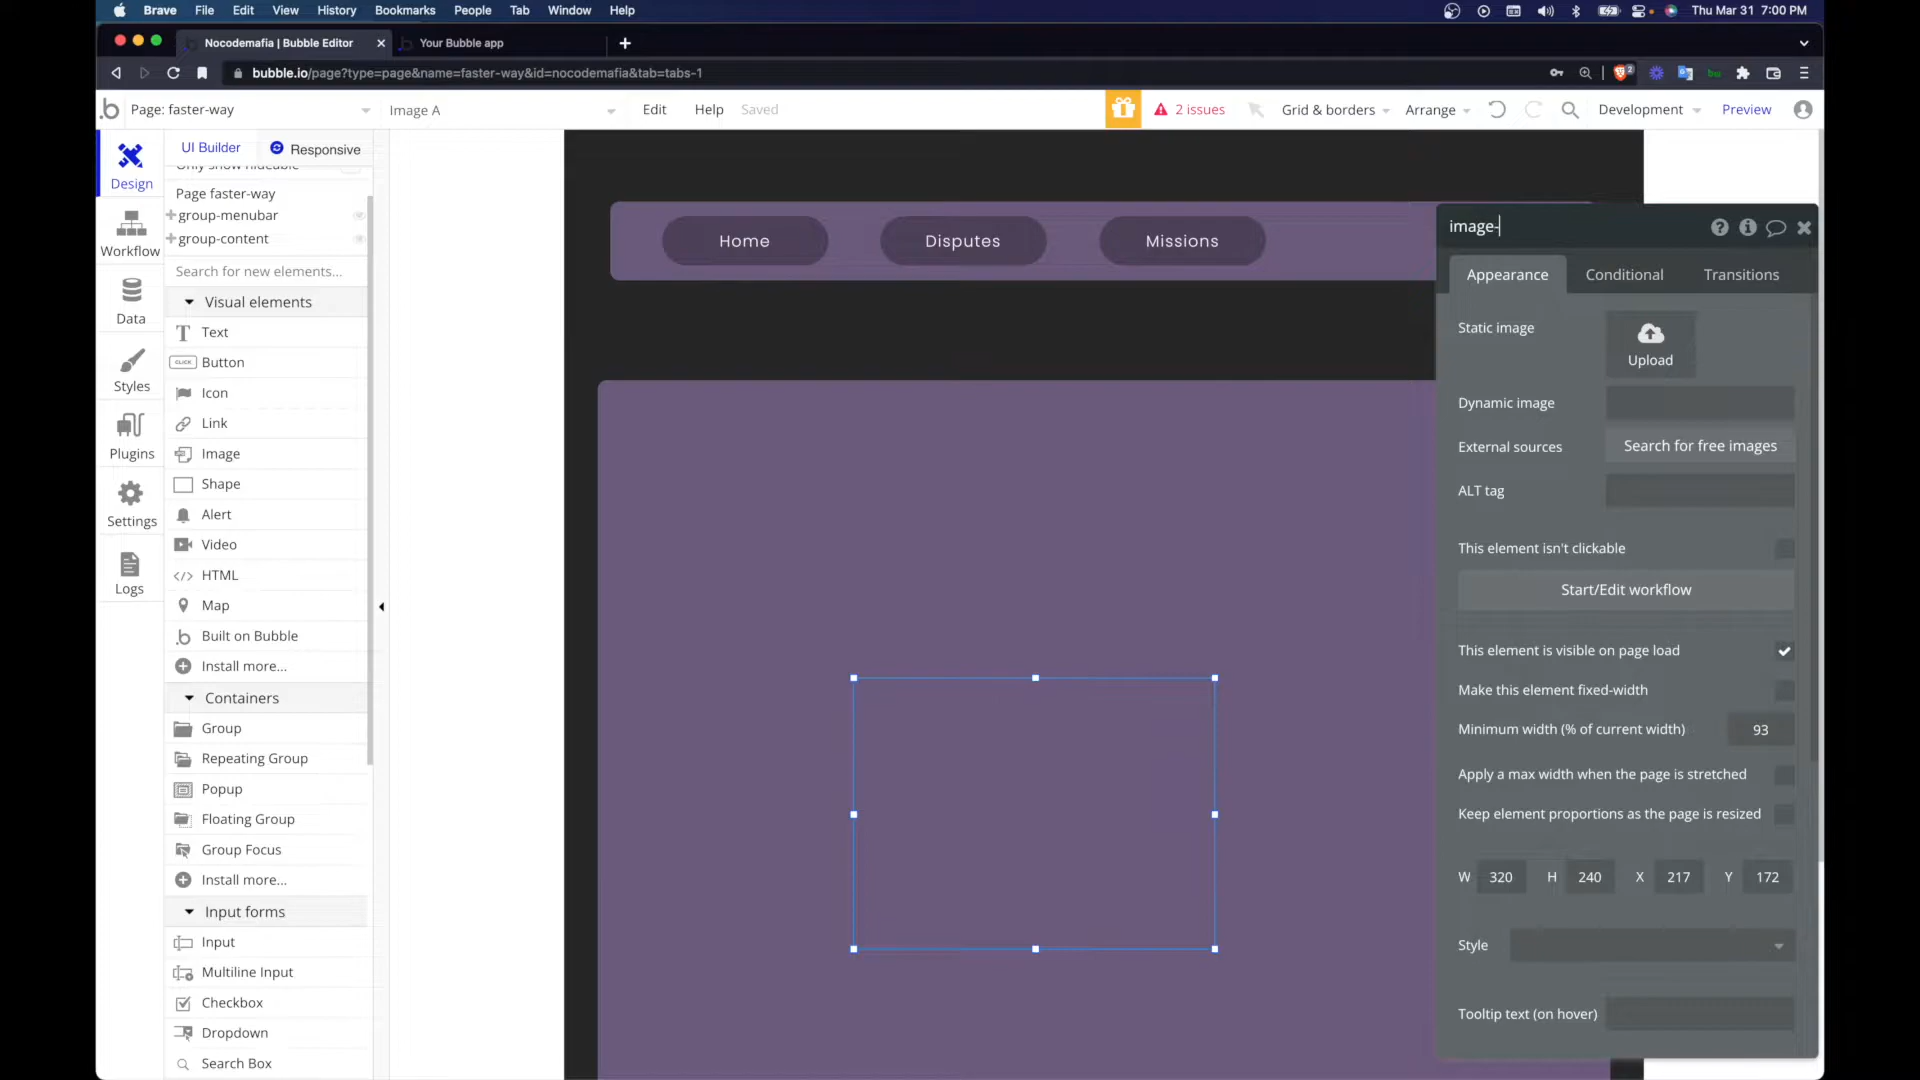 Brave File Edit View History Bookmarks People Tab Window Help Thu Mar 31 7:00 PM
Nocodemafia | Bubble Editor Your Bubble app
bubble.io/page?type=page&name=faster-way&id=nocodemafia&tab=tabs-1
Page: faster-way Image A Edit Help Saved 2 issues Grid & borders Arrange Development Preview
Design
Workflow
Data
Styles
Plugins
Settings
Logs
UI Builder Responsive
Only show hideable
Page faster-way
group-menubar
group-content
Search for new elements...
Visual elements
Text
CLICK Button
Icon
Link
Image
Shape
Alert
Video
HTML
Map
Built on Bubble
Install more...
Containers
Group
Repeating Group
Popup
Floating Group
Group Focus
Install more...
Input forms
Input
Multiline Input
Checkbox
Dropdown
Search Box
Home Disputes Missions
image-
Appearance Conditional Transitions
Static image Upload
Dynamic image
External sources Search for free images
ALT tag
This element isn't clickable
Start/Edit workflow
This element is visible on page load
Make this element fixed-width
Minimum width (% of current width) 93
Apply a max width when the page is stretched
Keep element proportions as the page is resized
W 320 H 240 X 217 Y 172
Style
Tooltip text (on hover)